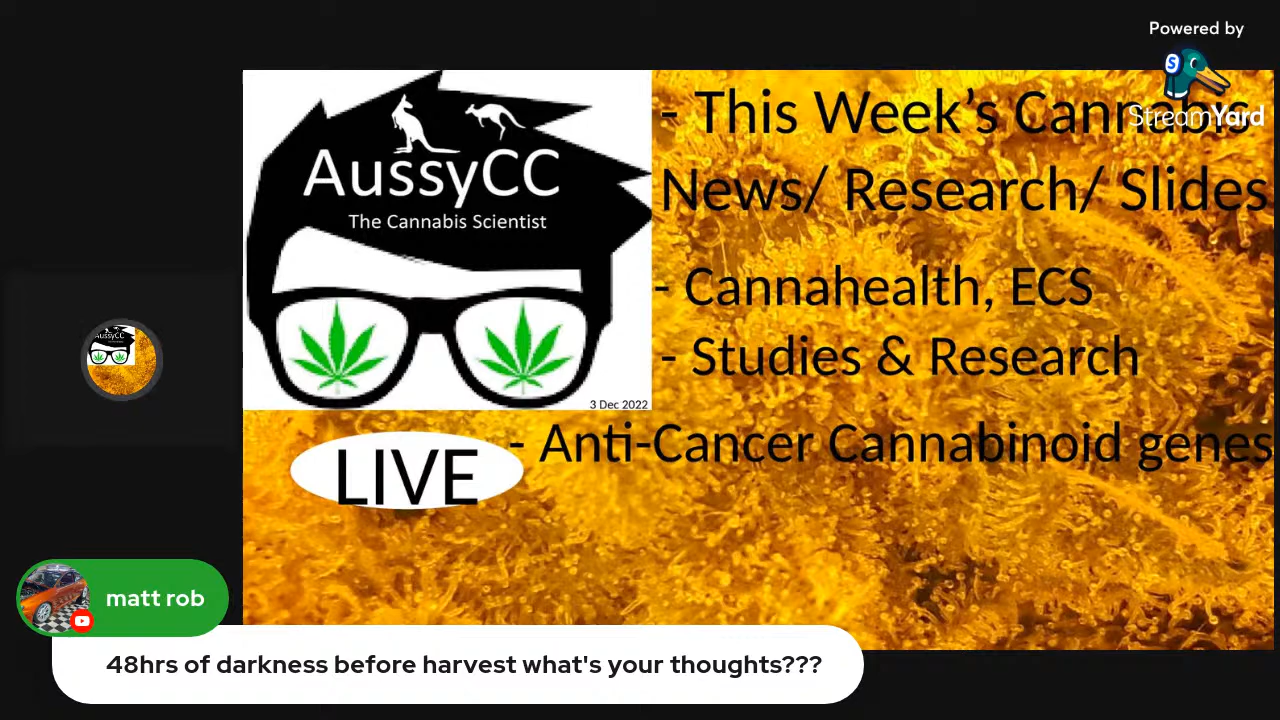 Powered by
StreamYard
- This Week's Cannabis
News/ Research/ Slides
AussyCC
The Cannabis Scientist
- Cannahealth, ECS
- Studies & Research
3 Dec 2022
- Anti-Cancer Cannabinoid genes
LIVE
matt rob
48hrs of darkness before harvest what's your thoughts???